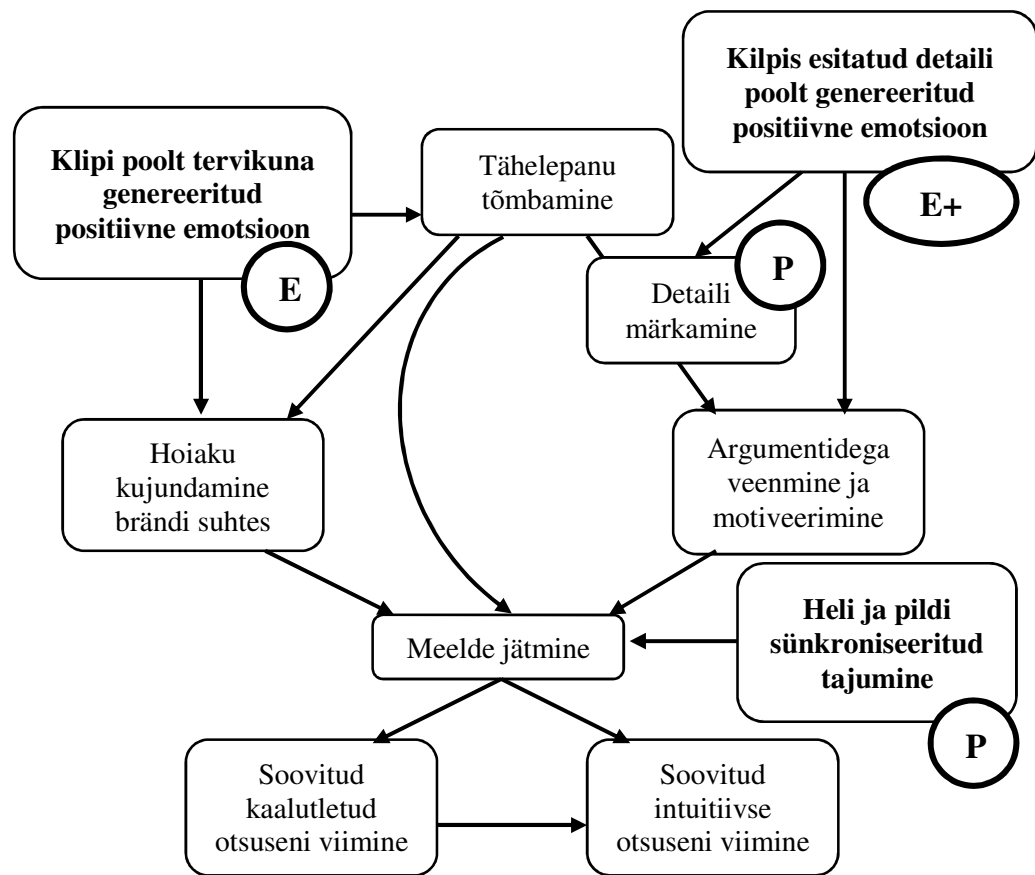 Kilpis esitatud detaili
poolt genereeritud
positiivne emotsioon
E+
Klipi poolt tervikuna
genereeritud
positiivne emotsioon
E
Tähelepanu
tõmbamine
P
Detaili
märkamine
Hoiaku
kujundamine
brändi suhtes
Argumentidega
veenmine ja
motiveerimine
Meelde jätmine
Heli ja pildi
sünkroniseeritud
tajumine
P
Soovitud
kaalutletud
otsuseni viimine
Soovitud
intuitiivse
otsuseni viimine